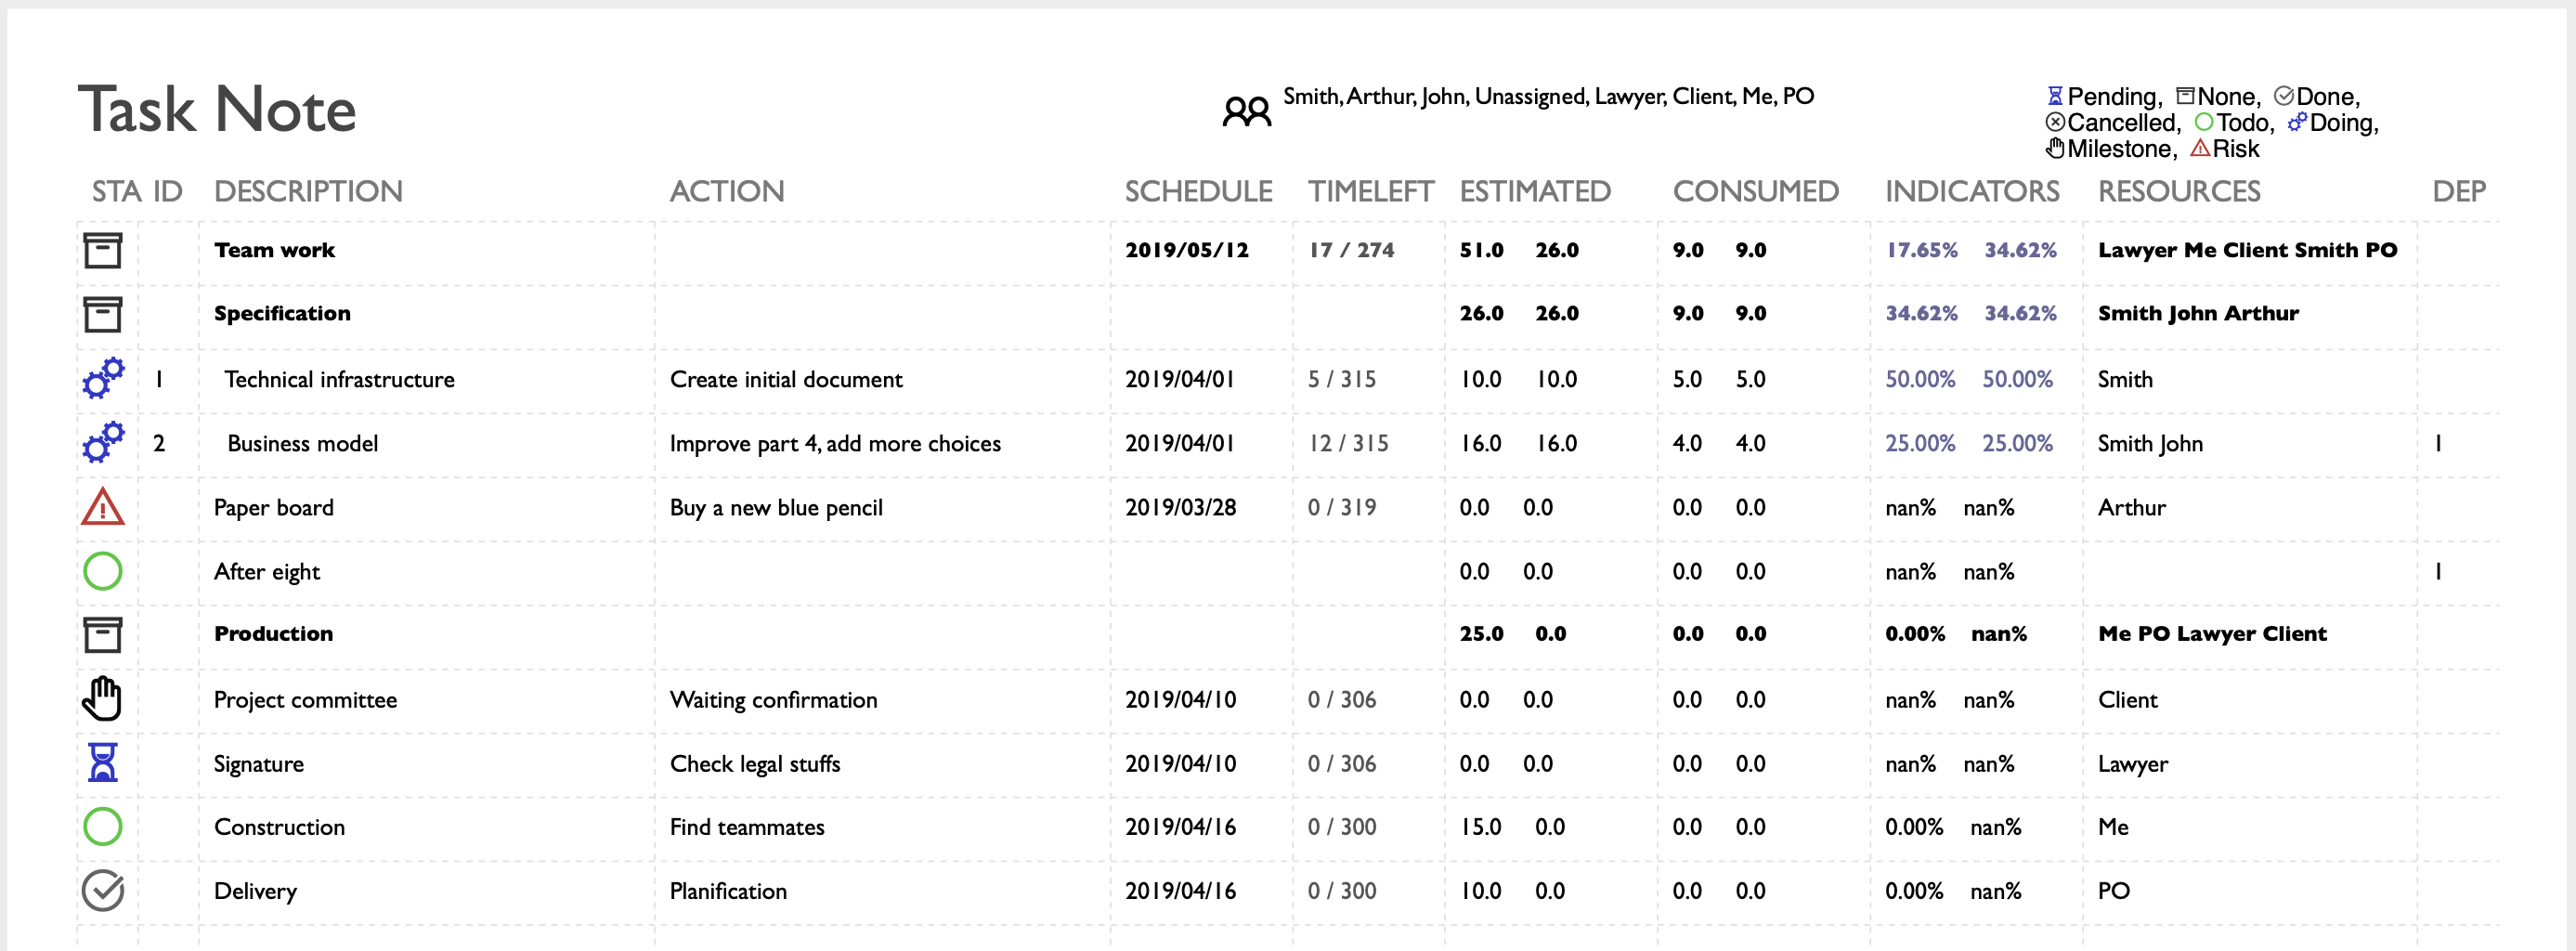 Task Note
Smith, Arthur, John, Unassigned, Lawyer, Client, Me, PO
Pending, None, Done,
Cancelled, Todo, Doing,
Milestone, Risk
STA ID DESCRIPTION ACTION SCHEDULE TIMELEFT ESTIMATED CONSUMED INDICATORS RESOURCES DEP
Team work 2019/05/12 17 / 274 51.0 26.0 9.0 9.0 17.65% 34.62% Lawyer Me Client Smith PO
Specification 26.0 26.0 9.0 9.0 34.62% 34.62% Smith John Arthur
1 Technical infrastructure Create initial document 2019/04/01 5 / 315 10.0 10.0 5.0 5.0 50.00% 50.00% Smith
2 Business model Improve part 4, add more choices 2019/04/01 12 / 315 16.0 16.0 4.0 4.0 25.00% 25.00% Smith John 1
Paper board Buy a new blue pencil 2019/03/28 0 / 319 0.0 0.0 0.0 0.0 nan% nan% Arthur
After eight 0.0 0.0 0.0 0.0 nan% nan% 1
Production 25.0 0.0 0.0 0.0 0.00% nan% Me PO Lawyer Client
Project committee Waiting confirmation 2019/04/10 0 / 306 0.0 0.0 0.0 0.0 nan% nan% Client
Signature Check legal stuffs 2019/04/10 0 / 306 0.0 0.0 0.0 0.0 nan% nan% Lawyer
Construction Find teammates 2019/04/16 0 / 300 15.0 0.0 0.0 0.0 0.00% nan% Me
Delivery Planification 2019/04/16 0 / 300 10.0 0.0 0.0 0.0 0.00% nan% PO